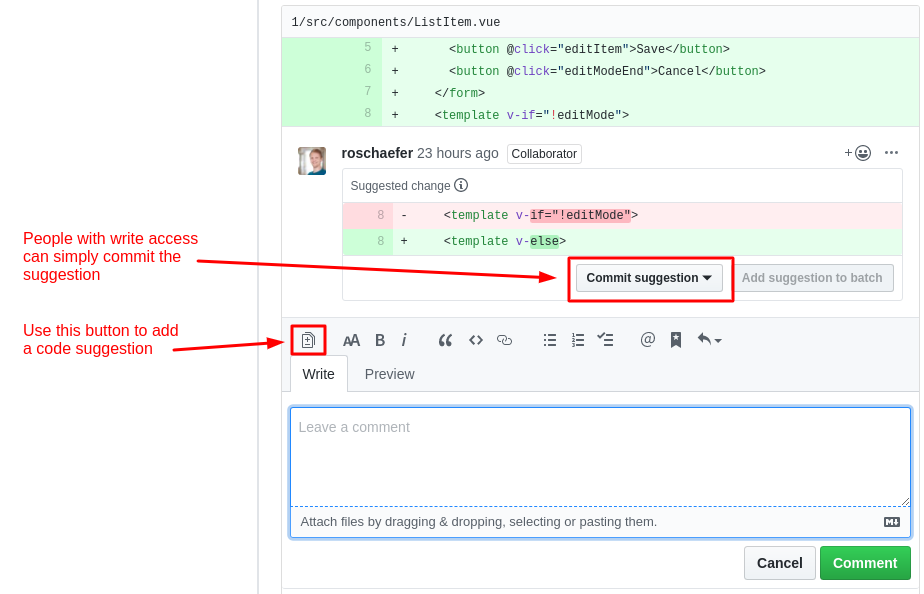 1/src/components/ListItem.vue
5 + <button @click="editItem">Save</button>
6 + <button @click="editModeEnd">Cancel</button>
7 + </form>
8 + <template v-if="!editMode">
roschaefer 23 hours ago Collaborator
Suggested change
8 - <template v-if="!editMode">
8 + <template v-else>
People with write access
can simply commit the
suggestion
Commit suggestion Add suggestion to batch
Use this button to add
a code suggestion
AA B i @
Write Preview
Leave a comment
Attach files by dragging & dropping, selecting or pasting them.
Cancel Comment